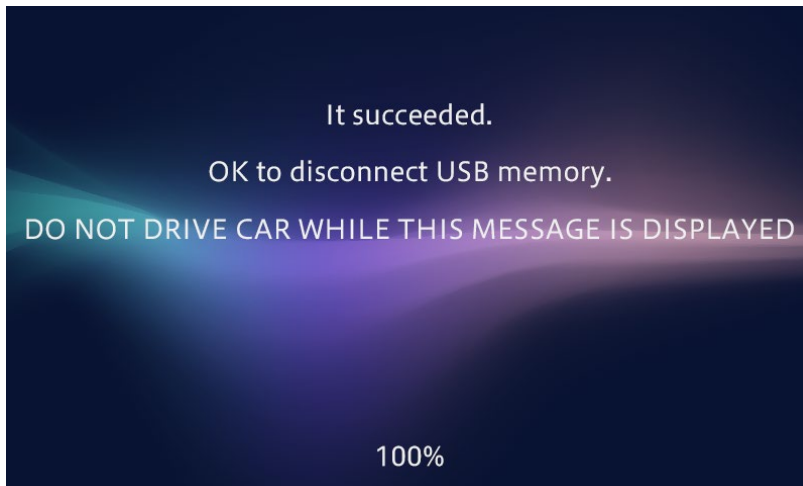 It succeeded.
OK to disconnect USB memory.
DO NOT DRIVE CAR WHILE THIS MESSAGE IS DISPLAYED
100%